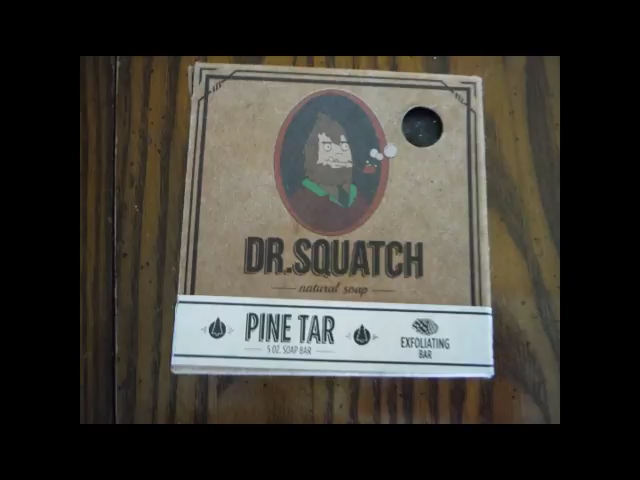 DR.SQUATCH
natural soap
PINE TAR
5 OZ. SOAP BAR
EXFOLIATING
BAR